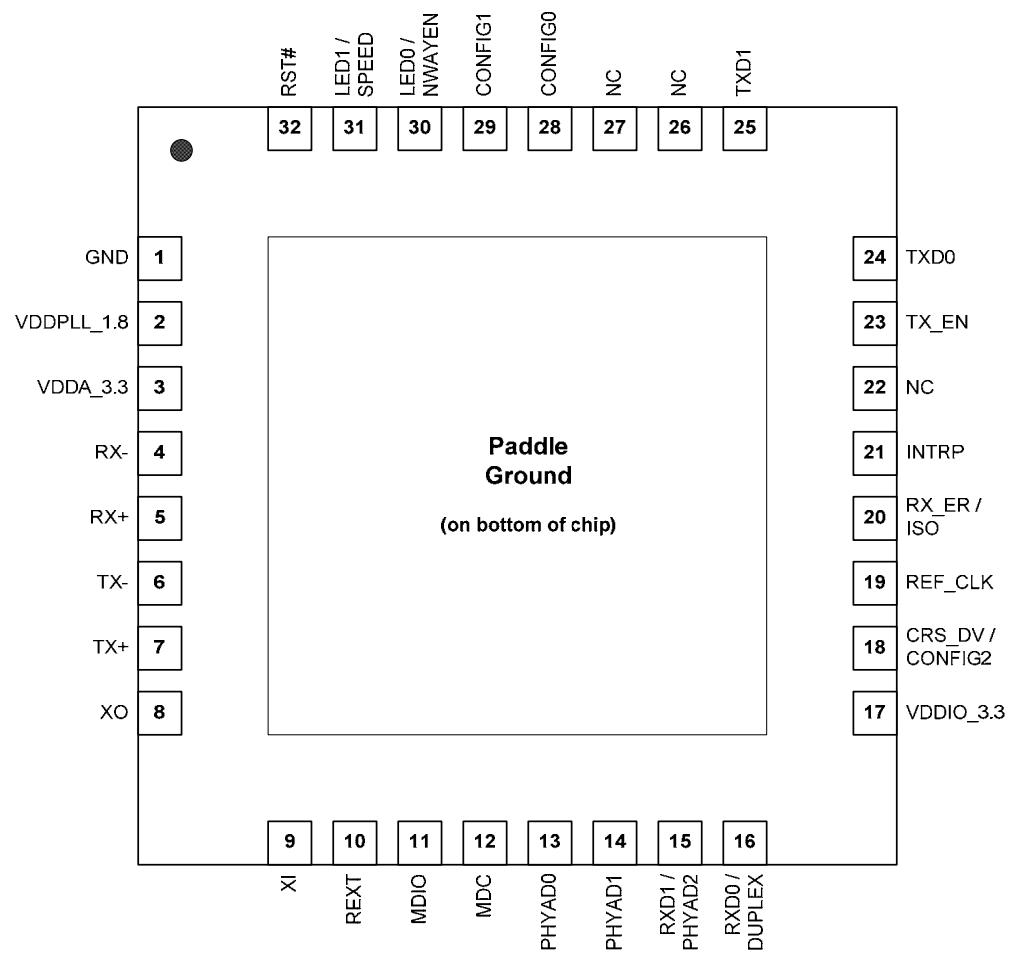 RST#
LED1 /
SPEED
LED0 /
NWAYEN
CONFIG1
CONFIG0
NC
NC
TXD1
32 31 30 29 28 27 26 25
GND 1
VDDPLL_1.8 2
VDDA_3.3 3
RX- 4
RX+ 5
TX- 6
TX+ 7
XO 8
Paddle
Ground
(on bottom of chip)
24 TXD0
23 TX_EN
22 NC
21 INTRP
20 RX_ER /
ISO
19 REF_CLK
18 CRS_DV /
CONFIG2
17 VDDIO_3.3
9 10 11 12 13 14 15 16
XI
REXT
MDIO
MDC
PHYAD0
PHYAD1
RXD1 /
PHYAD2
RXD0 /
DUPLEX